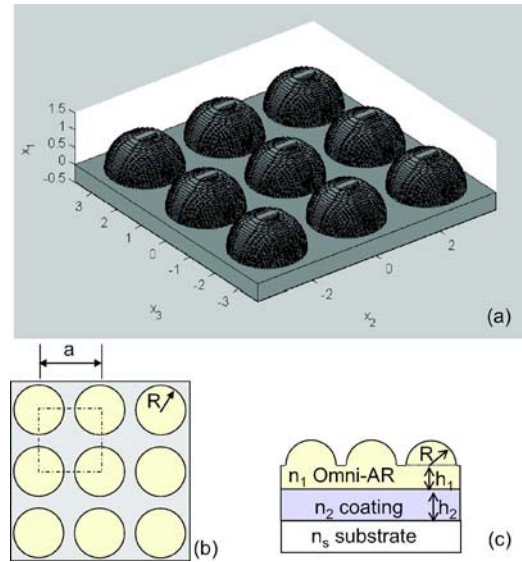 1.5
1
0.5
0
-0.5
x₁
3
2
1
0
-1
-2
-3
x₃
-2
0
2
x₂
(a)
a
R
(b)
R
n₁ Omni-AR
h₁
n₂ coating
h₂
nₛ substrate
(c)